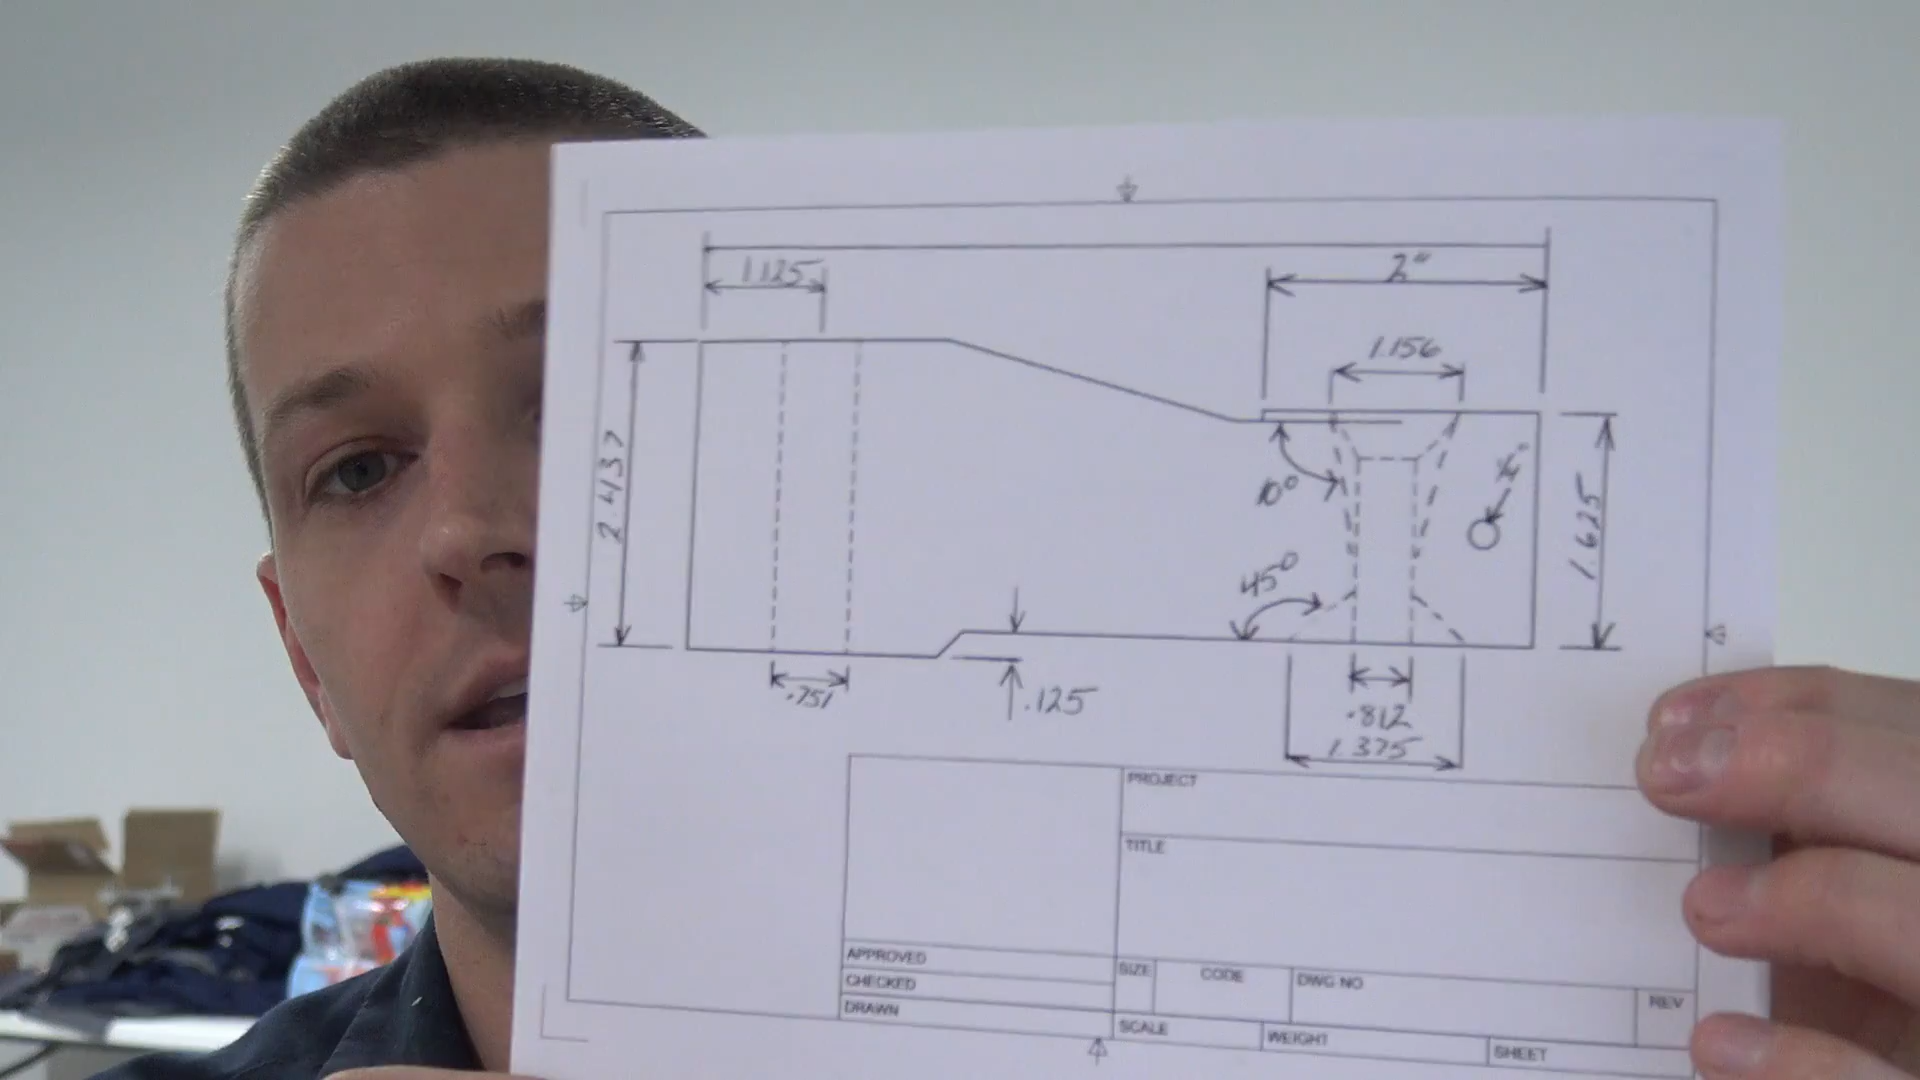 1.125
2"
1.156
2.437
10°
¼"
1.625
45°
.751
.125
.812
1.375
PROJECT
TITLE
APPROVED
CHECKED
DRAWN
SIZE
CODE
DWG NO
REV
SCALE
WEIGHT
SHEET